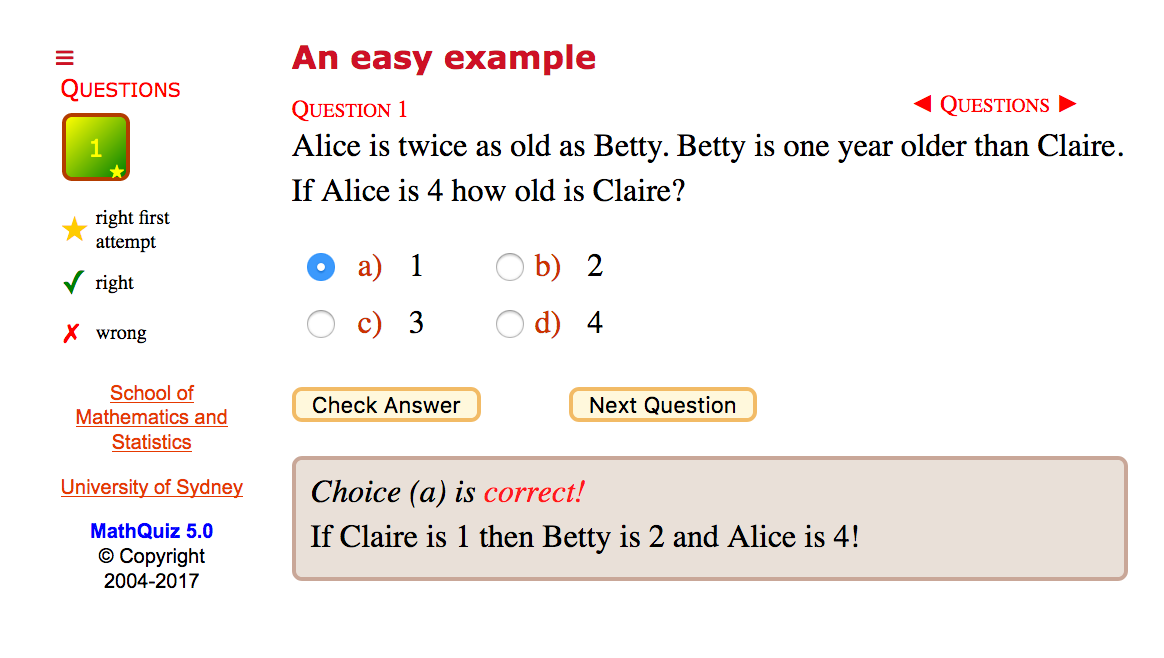 An easy example
QUESTIONS
QUESTION 1
◀ QUESTIONS ▶
1
Alice is twice as old as Betty. Betty is one year older than Claire.
If Alice is 4 how old is Claire?
right first
attempt
right
wrong
a) 1
b) 2
c) 3
d) 4
School of
Mathematics and
Statistics
University of Sydney
MathQuiz 5.0
© Copyright
2004-2017
Check Answer
Next Question
Choice (a) is correct!
If Claire is 1 then Betty is 2 and Alice is 4!